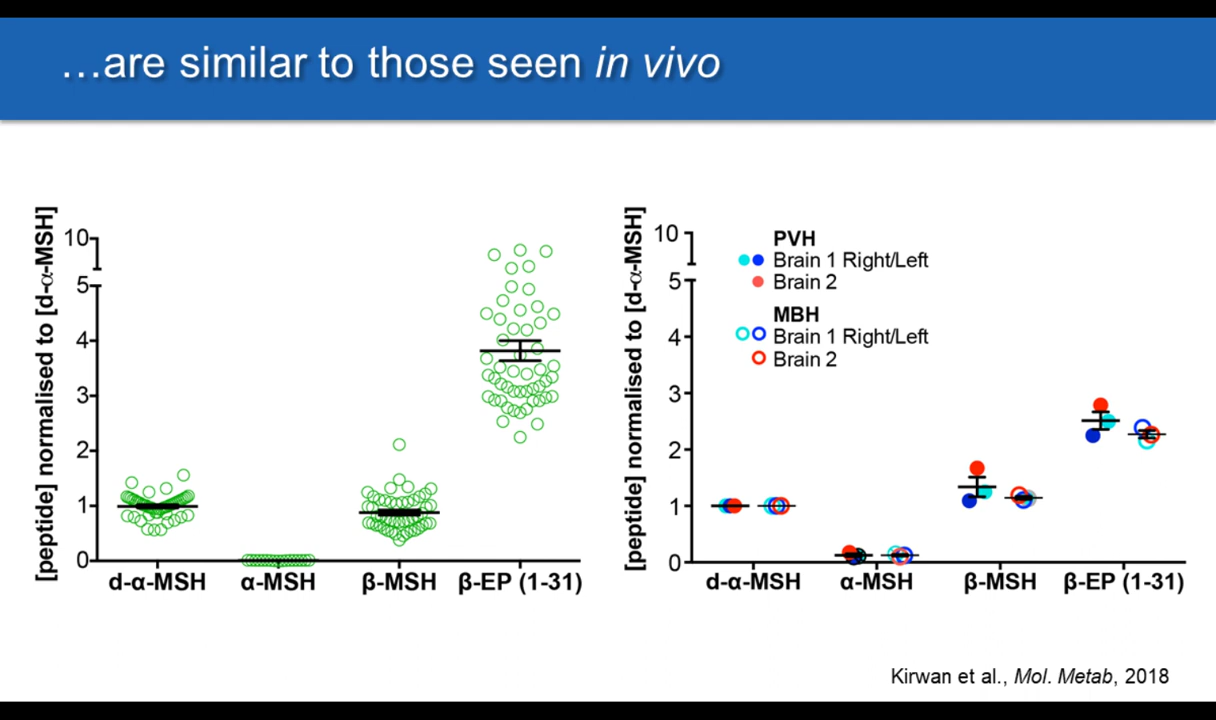 …are similar to those seen in vivo
[peptide] normalised to [d-α-MSH]
10
5
4
3
2
1
0
d-α-MSH
α-MSH
β-MSH
β-EP (1-31)
[peptide] normalised to [d-α-MSH]
10
5
4
3
2
1
0
PVH
Brain 1 Right/Left
Brain 2
MBH
Brain 1 Right/Left
Brain 2
d-α-MSH
α-MSH
β-MSH
β-EP (1-31)
Kirwan et al., Mol. Metab, 2018